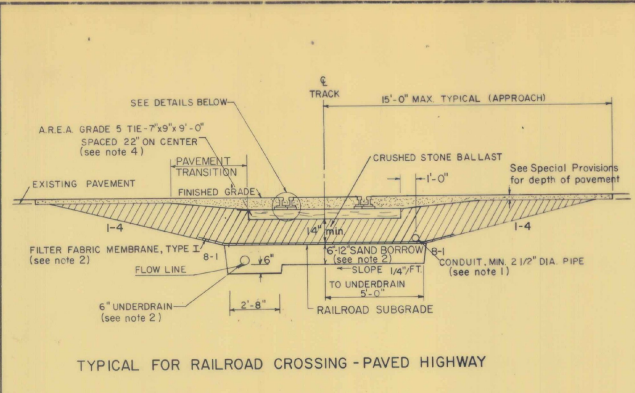 ℄
TRACK
15'-0" MAX. TYPICAL (APPROACH)
SEE DETAILS BELOW
A.R.E.A. GRADE 5 TIE-7"x9"x 9'-0"
SPACED 22" ON CENTER
(see note 4)
PAVEMENT
TRANSITION
CRUSHED STONE BALLAST
1'-0"
See Special Provisions
for depth of pavement
EXISTING PAVEMENT
FINISHED GRADE
1-4
14" min.
1-4
FILTER FABRIC MEMBRANE, TYPE I
(see note 2)
8-1
6"-12" SAND BORROW
(see note 2)
8-1
CONDUIT, MIN. 2 1/2" DIA. PIPE
(see note 1)
FLOW LINE
6"
SLOPE 1/4"/FT.
TO UNDERDRAIN
5'-0"
6" UNDERDRAIN
(see note 2)
2'-8"
RAILROAD SUBGRADE
TYPICAL FOR RAILROAD CROSSING - PAVED HIGHWAY